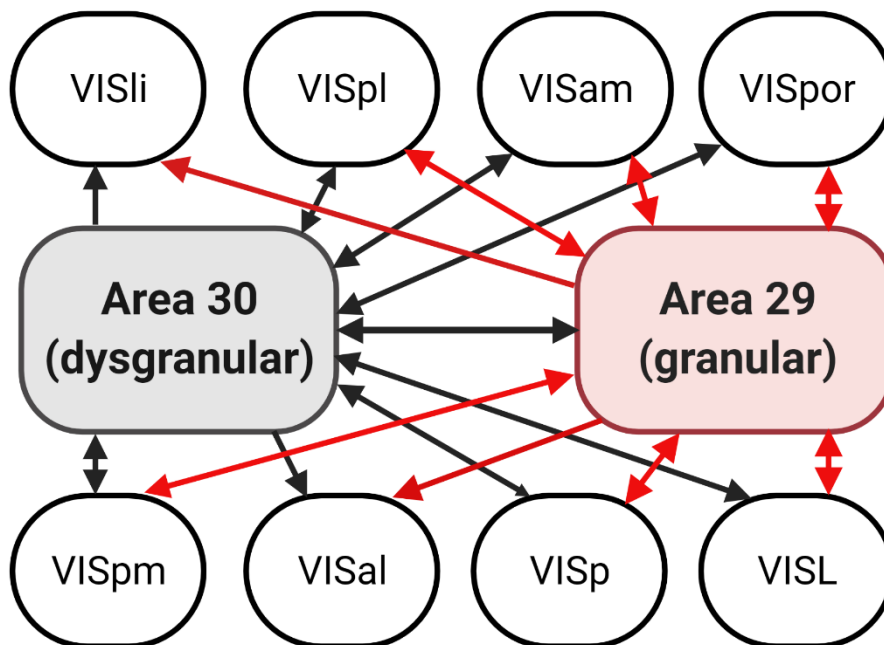 VISli
VISpl
VISam
VISpor
Area 30
(dysgranular)
Area 29
(granular)
VISpm
VISal
VISp
VISL